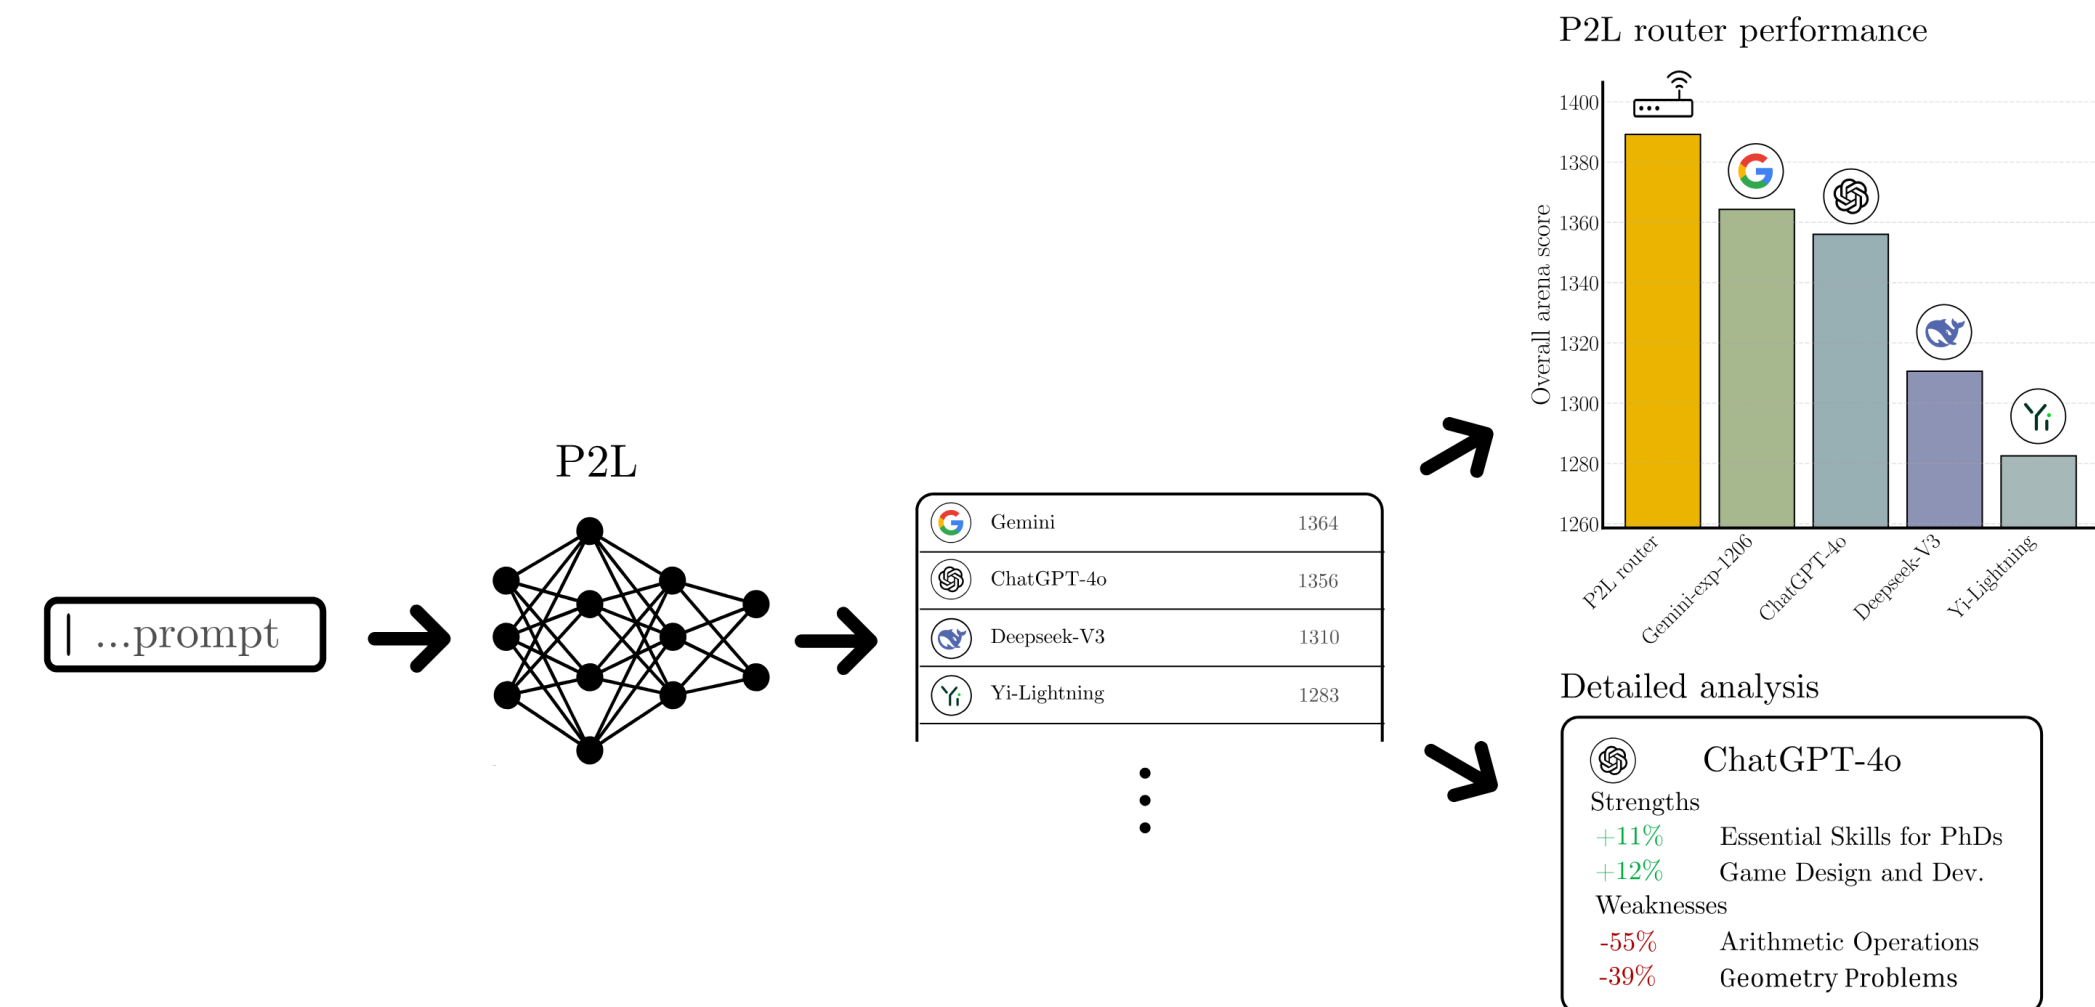 P2L router performance
1400
1380
1360
1340
1320
1300
1280
1260
Overall arena score
P2L router
Gemini-exp-1206
ChatGPT-4o
Deepseek-V3
Yi-Lightning
P2L
| ...prompt
Gemini 1364
ChatGPT-4o 1356
Deepseek-V3 1310
Yi-Lightning 1283
Detailed analysis
ChatGPT-4o
Strengths
+11% Essential Skills for PhDs
+12% Game Design and Dev.
Weaknesses
-55% Arithmetic Operations
-39% Geometry Problems